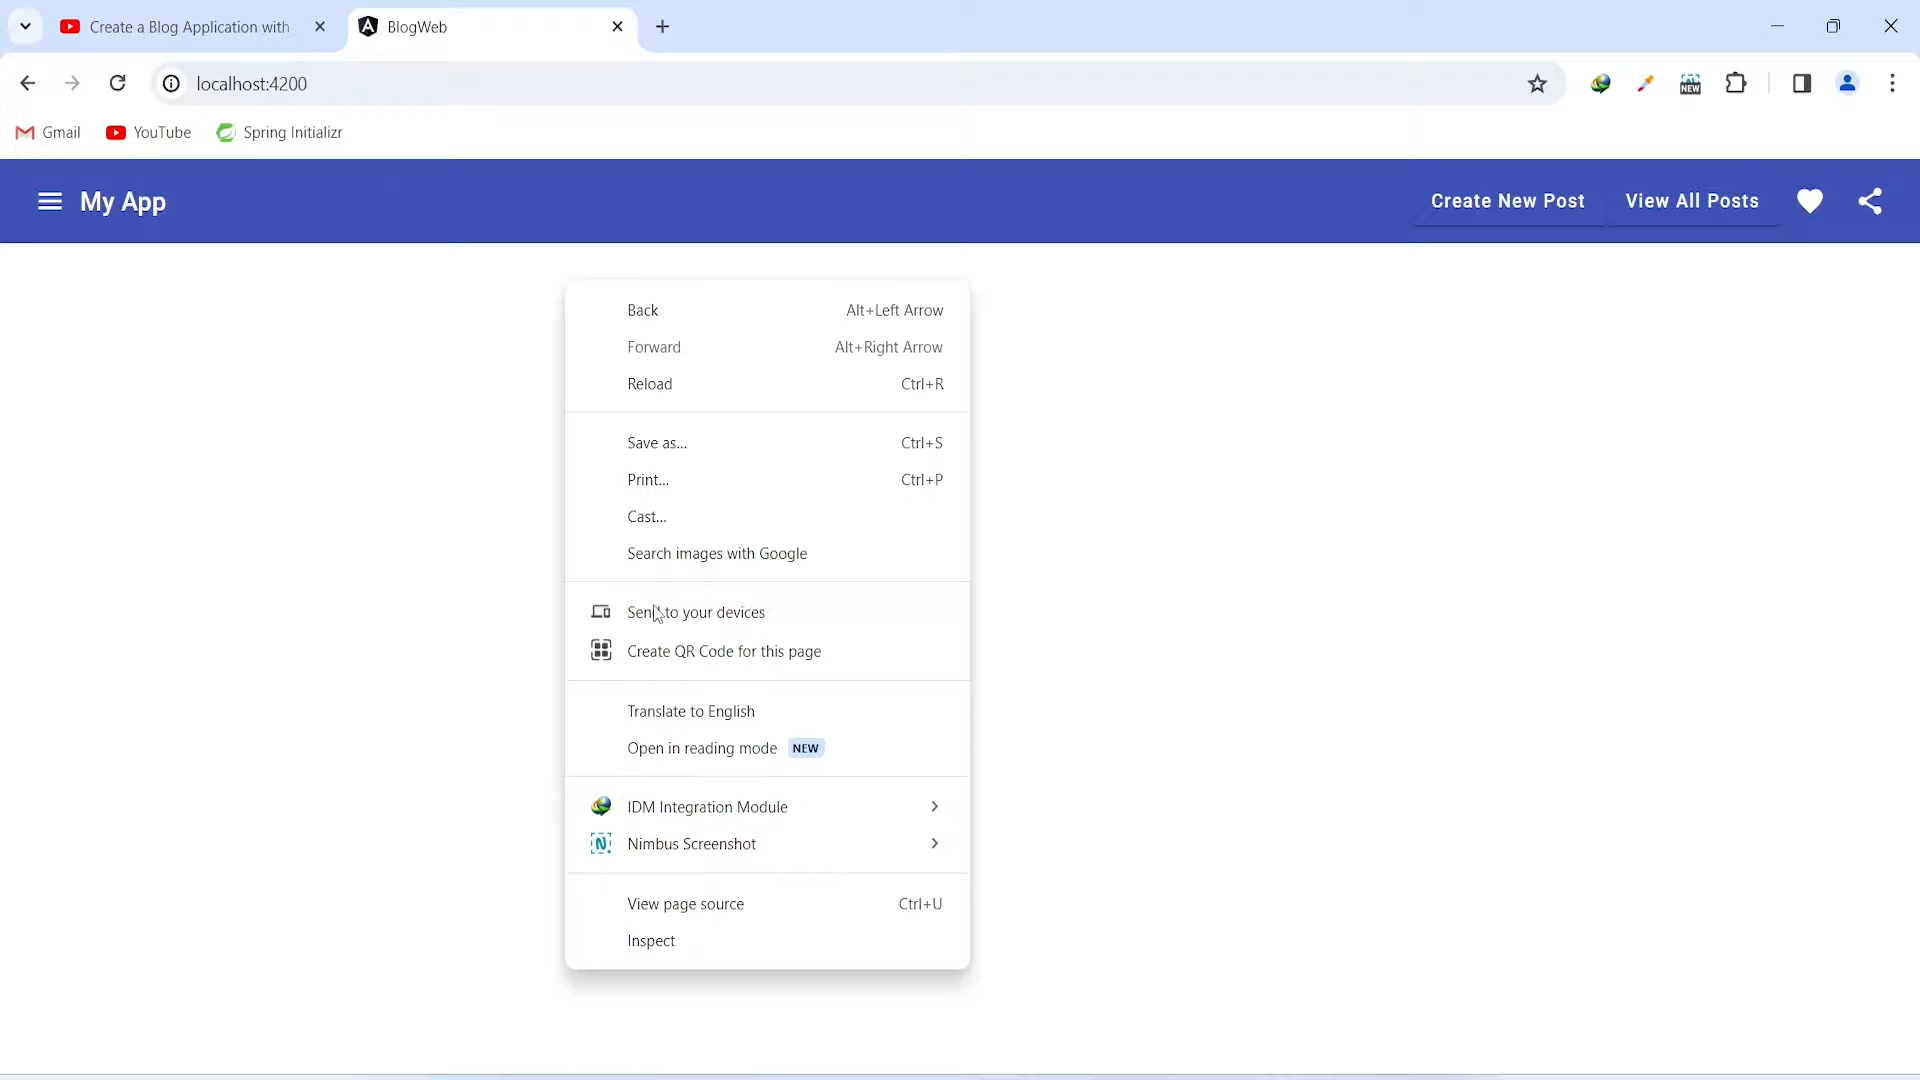 Create a Blog Application with
BlogWeb
localhost:4200
NEW
Gmail
YouTube
Spring Initializr
My App
Create New Post
View All Posts
Back Alt+Left Arrow
Forward Alt+Right Arrow
Reload Ctrl+R
Save as... Ctrl+S
Print... Ctrl+P
Cast...
Search images with Google
Send to your devices
Create QR Code for this page
Translate to English
Open in reading mode NEW
IDM Integration Module
Nimbus Screenshot
View page source Ctrl+U
Inspect